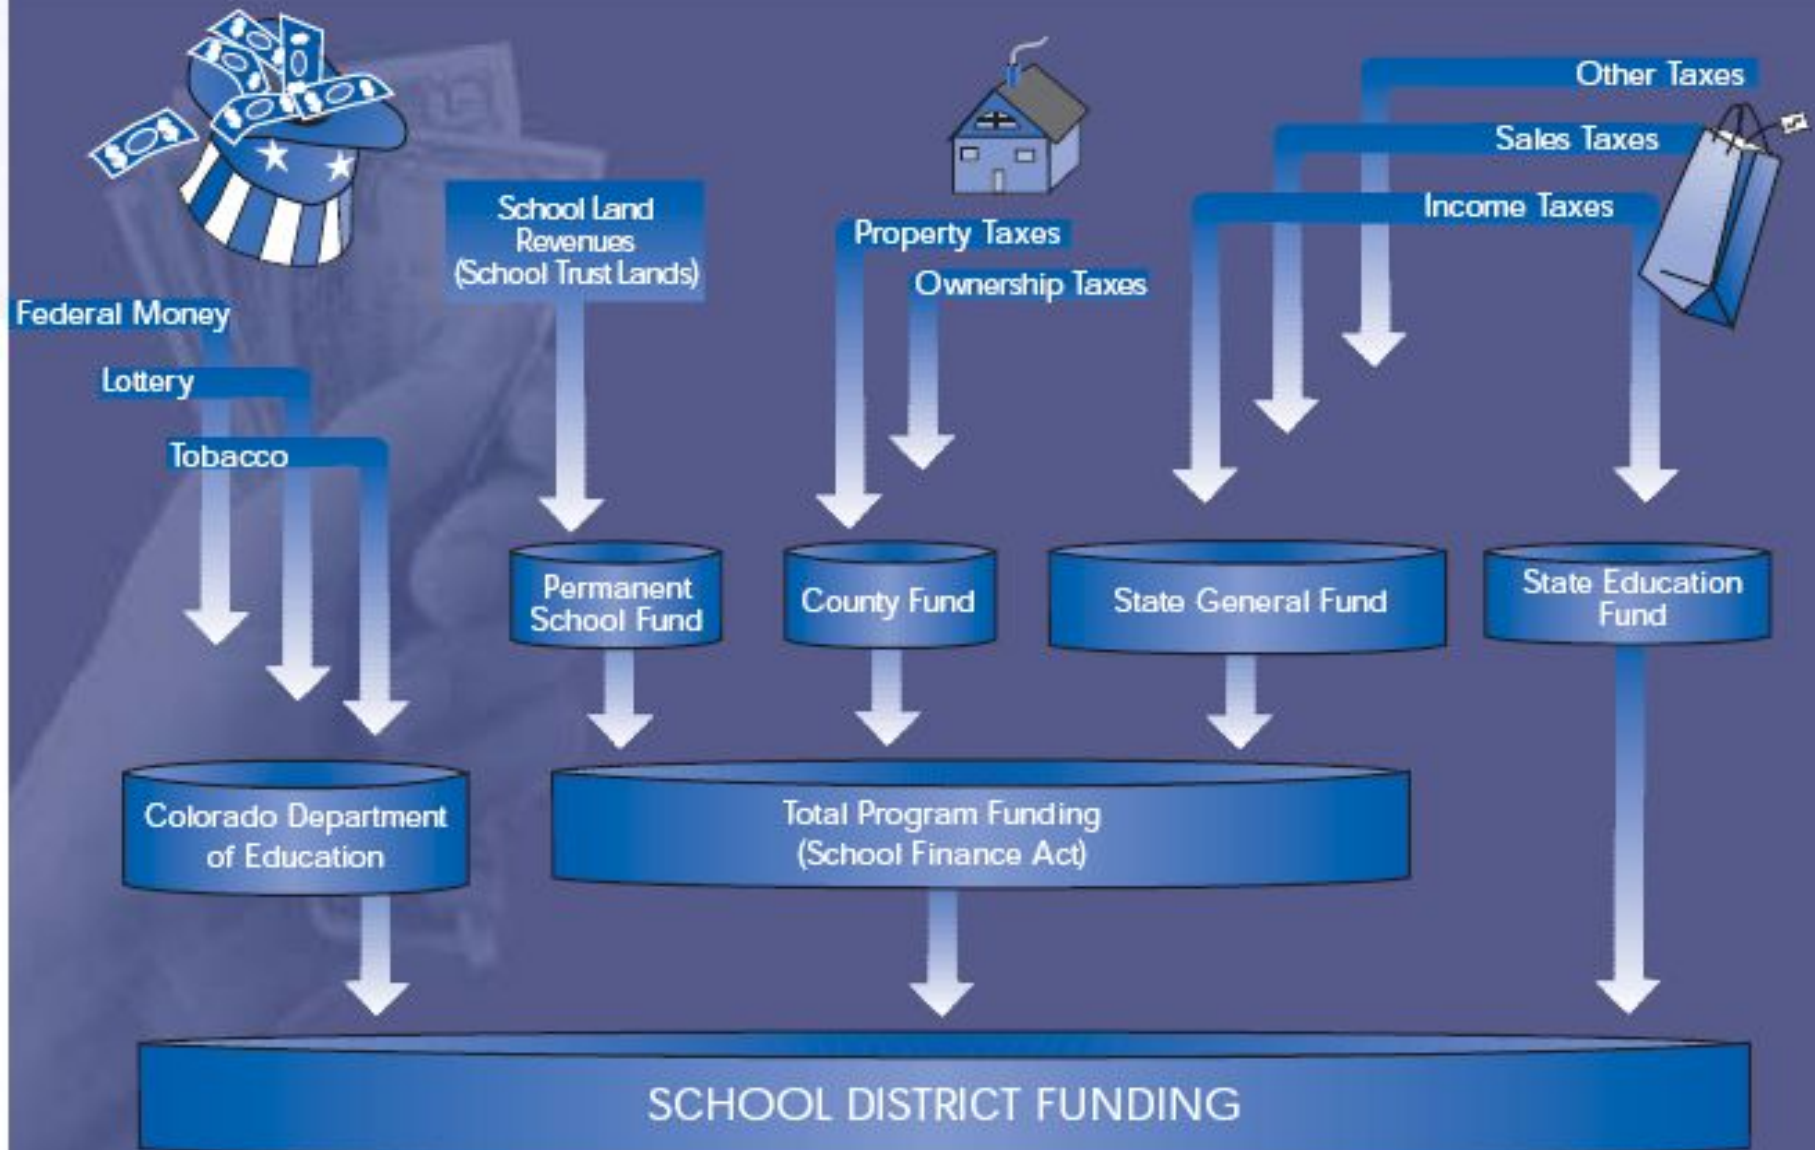 Other Taxes
Sales Taxes
Income Taxes
School Land
Revenues
(School Trust Lands)
Property Taxes
Ownership Taxes
Federal Money
Lottery
Tobacco
Permanent
School Fund
County Fund
State General Fund
State Education
Fund
Colorado Department
of Education
Total Program Funding
(School Finance Act)
SCHOOL DISTRICT FUNDING